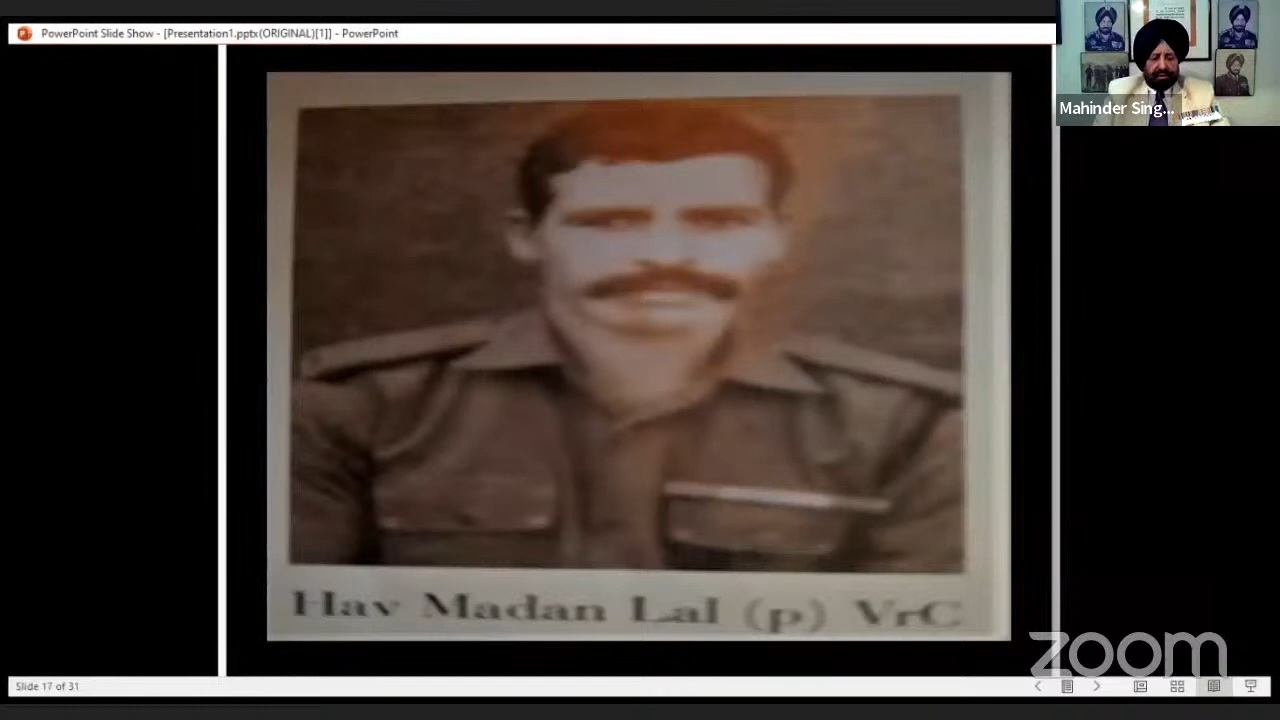 PowerPoint Slide Show - [Presentation1.pptx(ORIGINAL)[1]] - PowerPoint
Mahinder Sing...
Hav Madan Lal (p) VrC
zoom
Slide 17 of 31